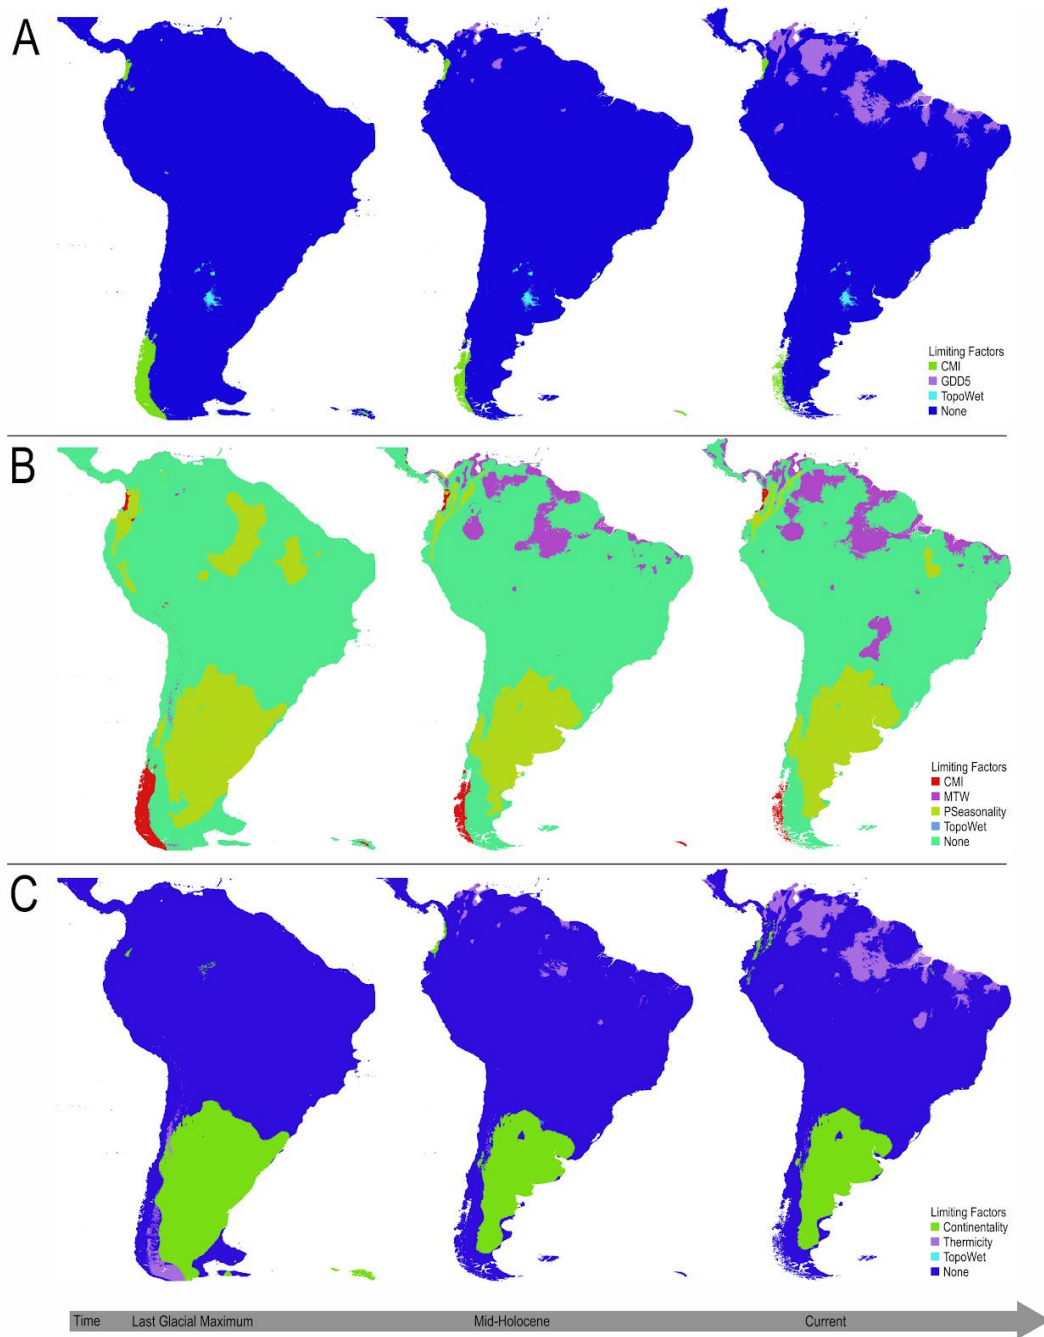 A
Limiting Factors
CMI
GDD5
TopoWet
None
B
Limiting Factors
CMI
MTW
PSeasonality
TopoWet
None
C
Limiting Factors
Continentality
Thermicity
TopoWet
None
Time Last Glacial Maximum Mid-Holocene Current